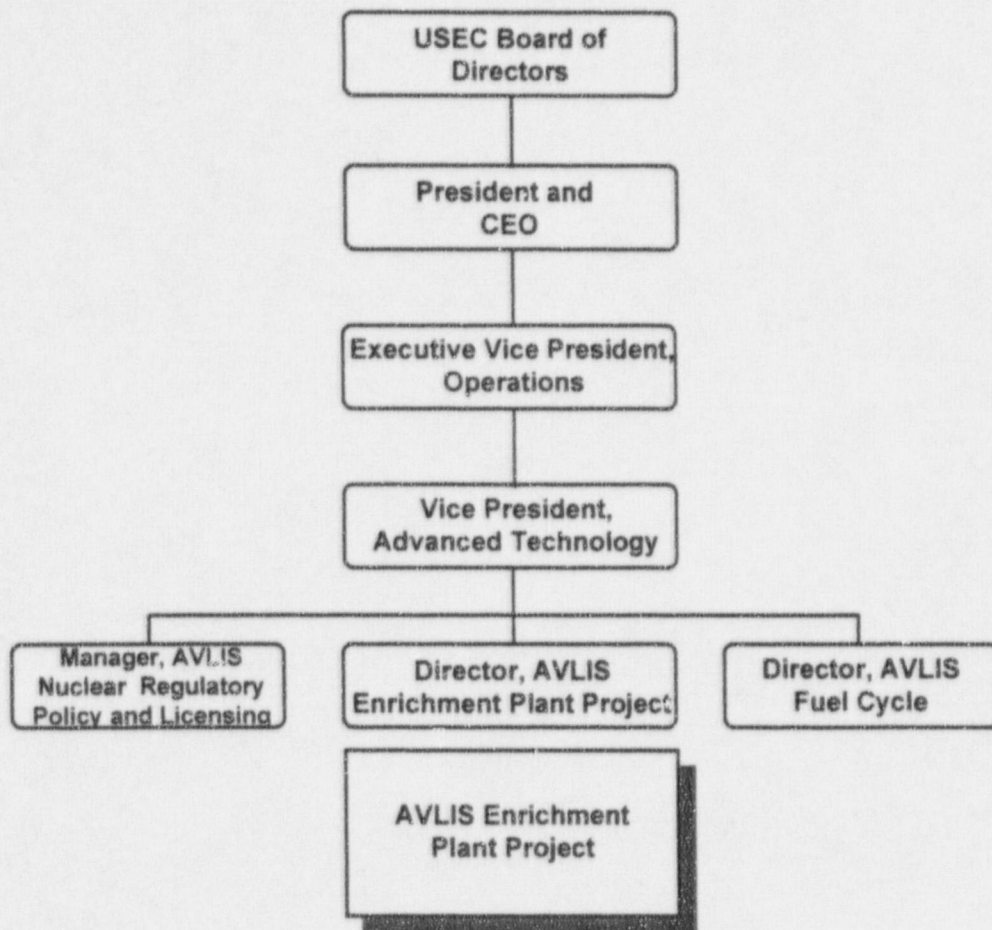 USEC Board of
Directors
President and
CEO
Executive Vice President,
Operations
Vice President,
Advanced Technology
Manager, AVLIS
Nuclear Regulatory
Policy and Licensing
Director, AVLIS
Enrichment Plant Project
Director, AVLIS
Fuel Cycle
AVLIS Enrichment
Plant Project